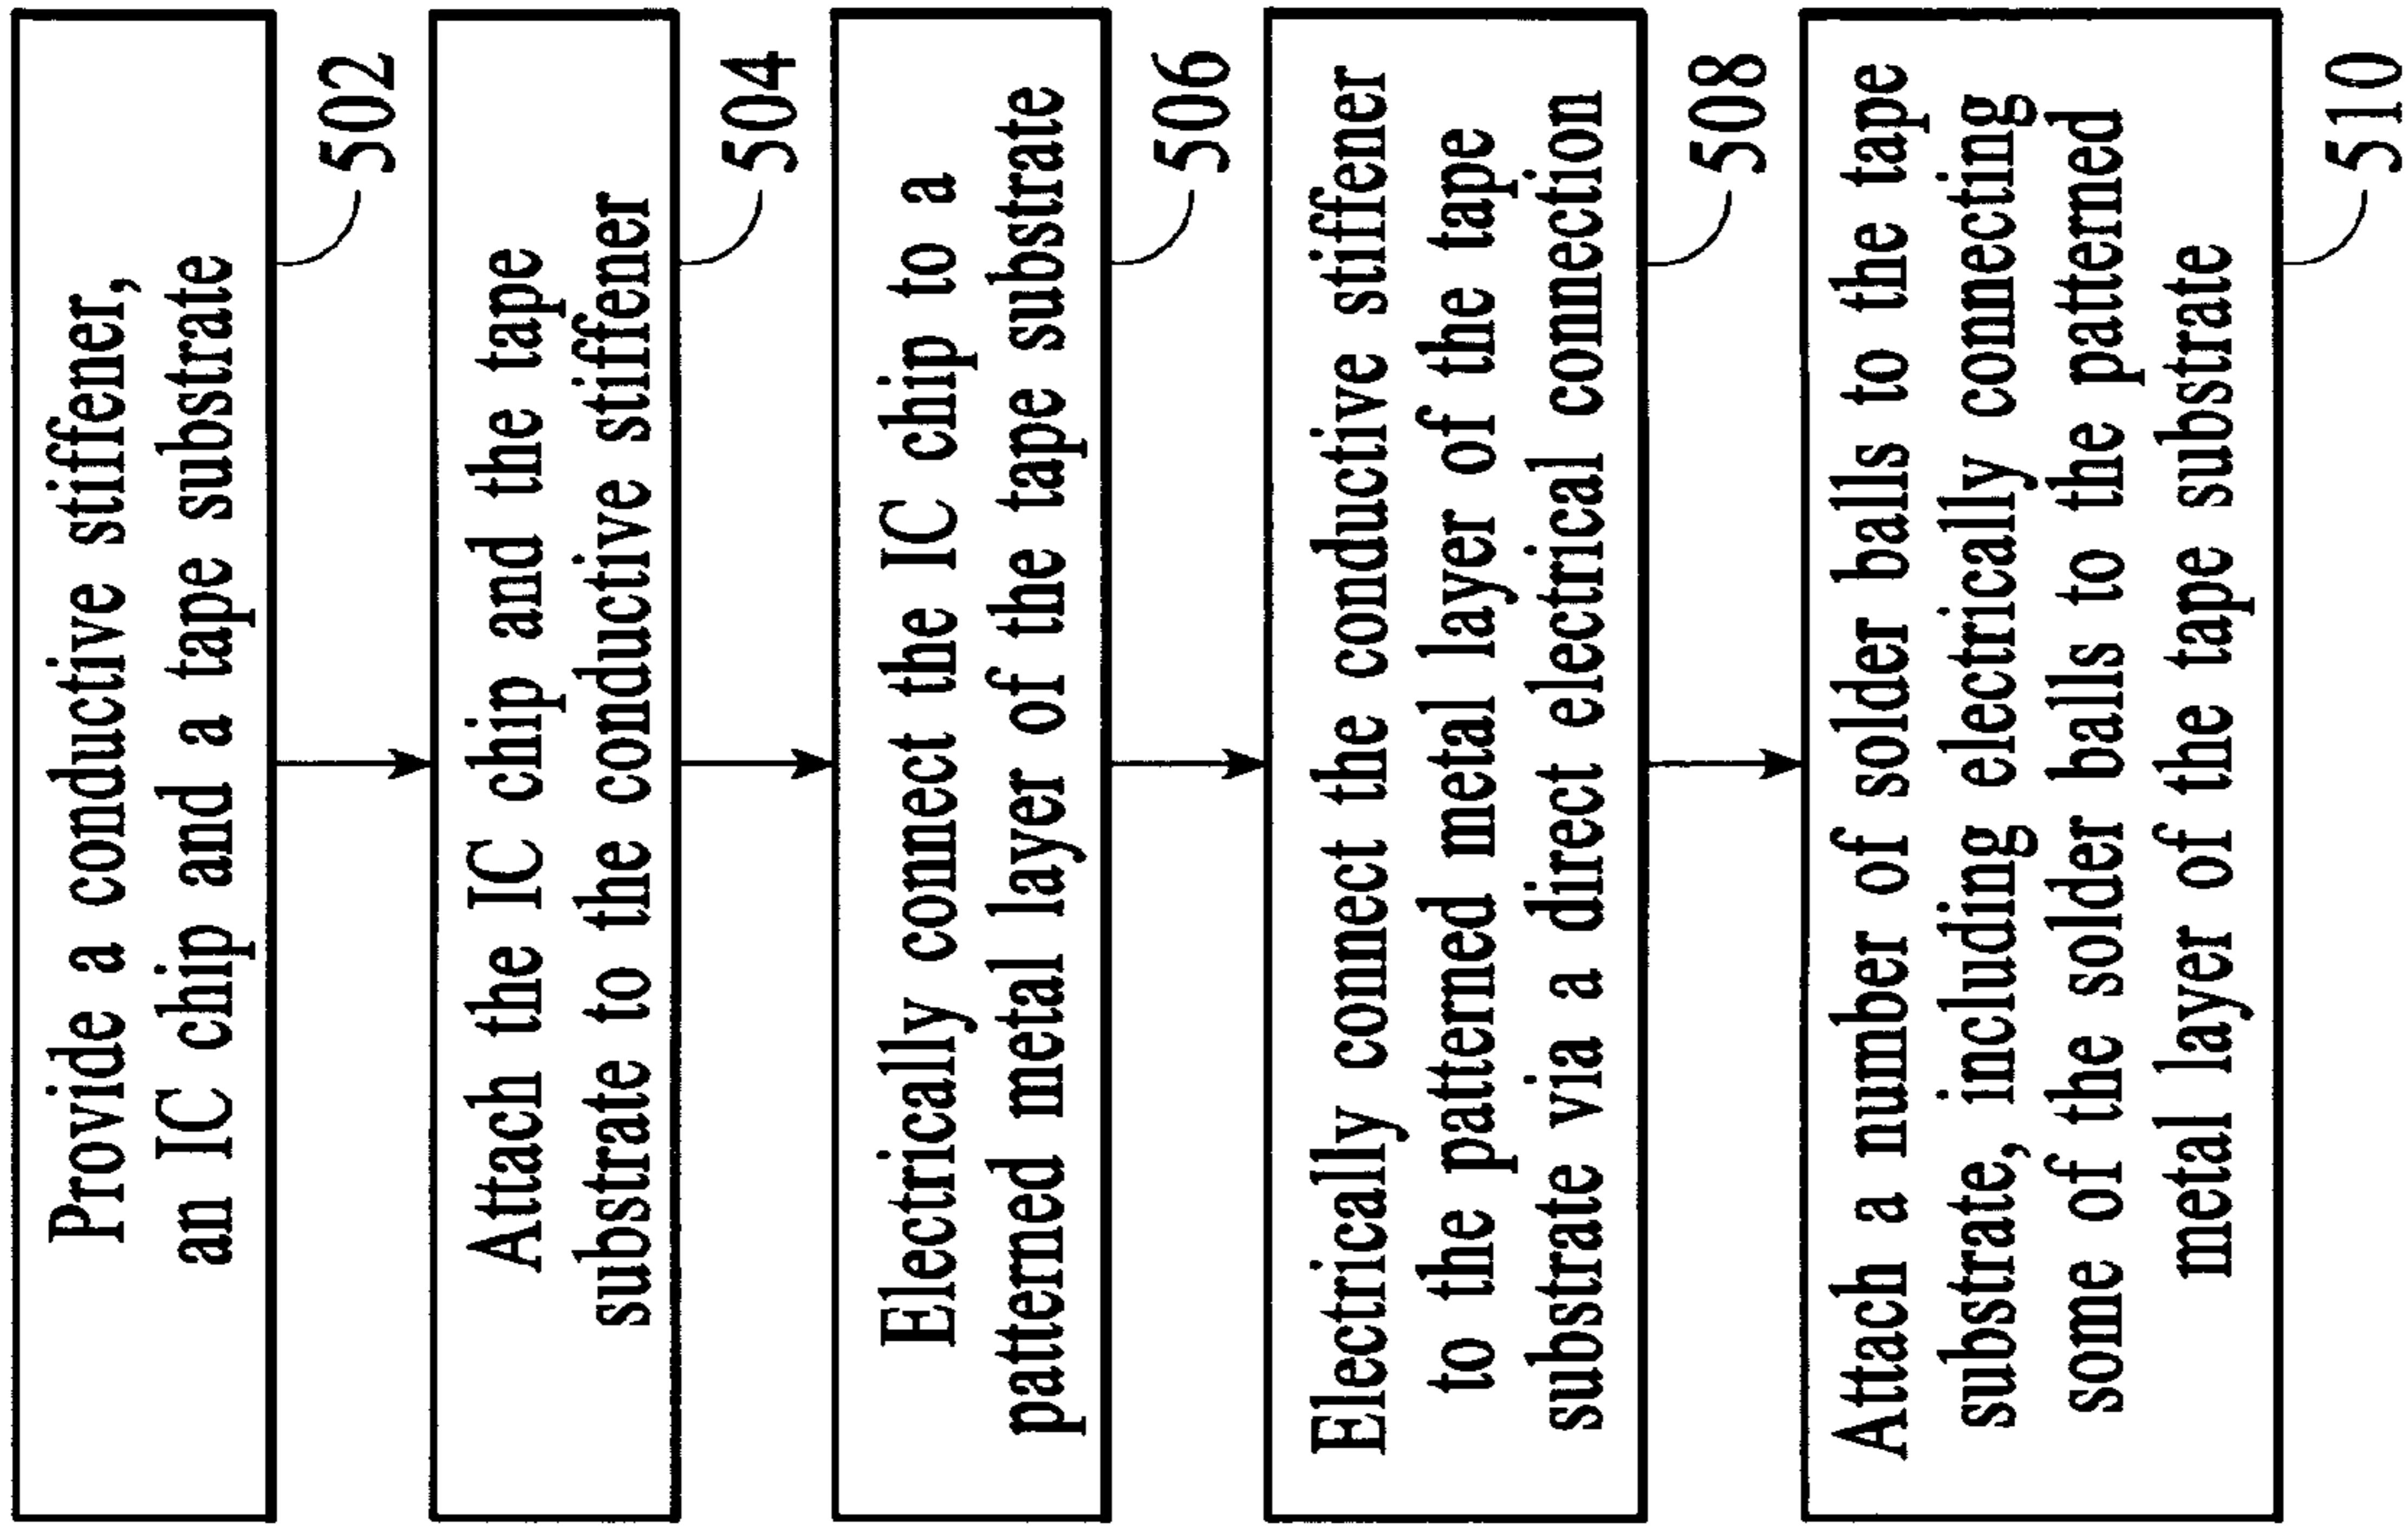 Provide a conductive stiffener,
an IC chip and a tape substrate
502
Attach the IC chip and the tape
substrate to the conductive stiffener
504
Electrically connect the IC chip to a
patterned metal layer of the tape substrate
506
Electrically connect the conductive stiffener
to the patterned metal layer of the tape
substrate via a direct electrical connection
508
Attach a number of solder balls to the tape
substrate, including electrically connecting
some of the solder balls to the patterned
metal layer of the tape substrate
510